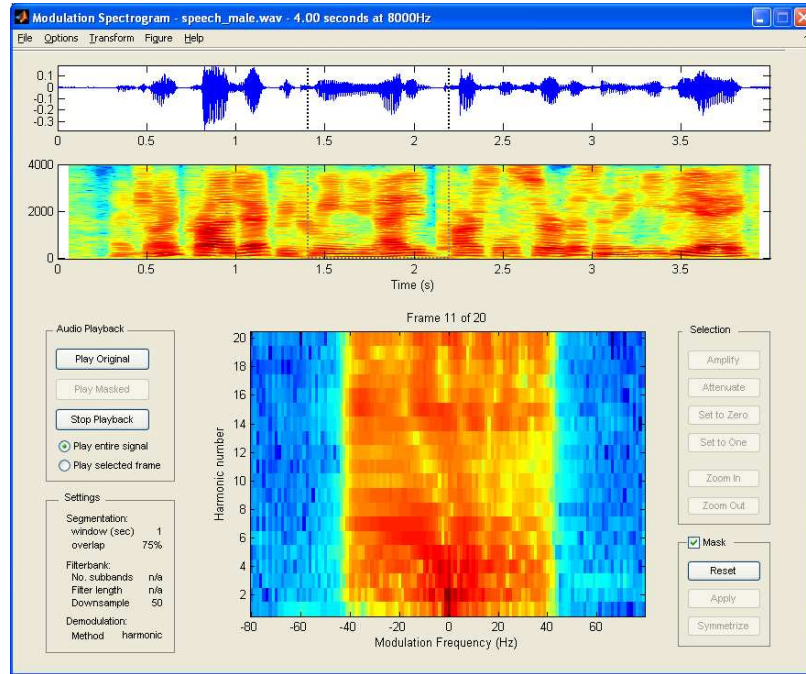 Modulation Spectrogram - speech_male.wav - 4.00 seconds at 8000Hz
File Options Transform Figure Help
0.1
0
-0.1
-0.2
-0.3
0 0.5 1 1.5 2 2.5 3 3.5
4000
2000
0
0 0.5 1 1.5 2 2.5 3 3.5
Time (s)
Audio Playback
Play Original
Play Masked
Stop Playback
Play entire signal
Play selected frame
Settings
Segmentation:
window (sec) 1
overlap 75%
Filterbank:
No. subbands n/a
Filter length n/a
Downsample 50
Demodulation:
Method harmonic
Frame 11 of 20
Harmonic number
20
18
16
14
12
10
8
6
4
2
-80 -60 -40 -20 0 20 40 60
Modulation Frequency (Hz)
Selection
Amplify
Attenuate
Set to Zero
Set to One
Zoom In
Zoom Out
Mask
Reset
Apply
Symmetrize